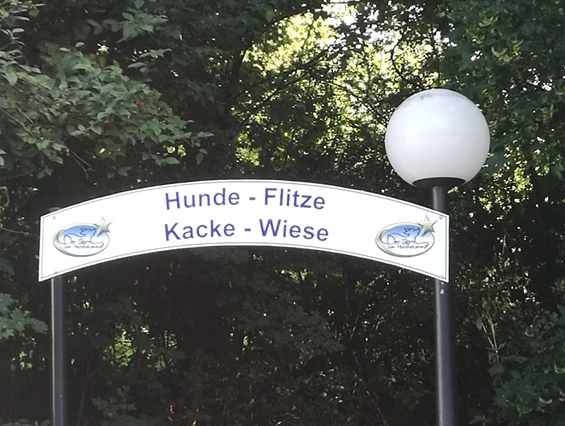 Hunde - Flitze
Kacke - Wiese